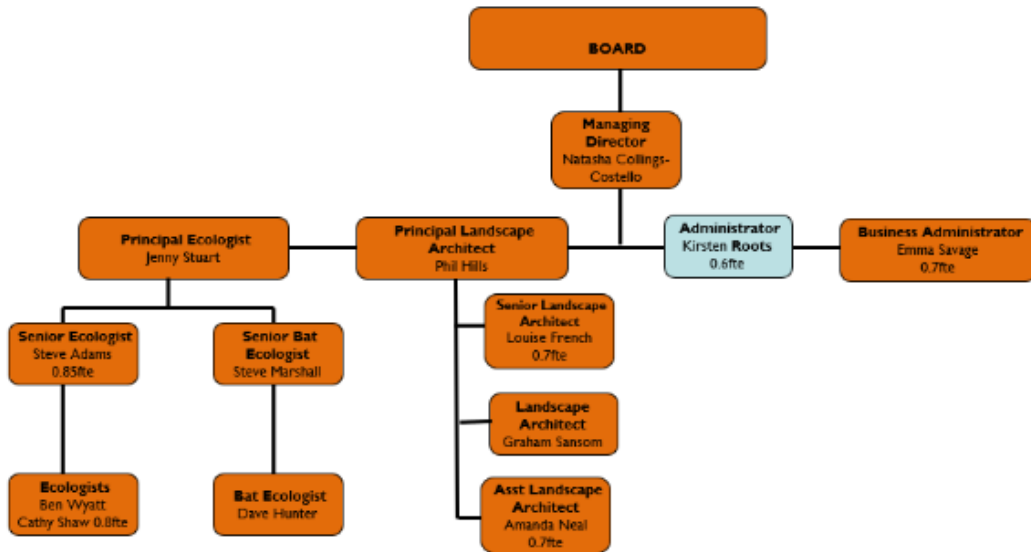 BOARD
Managing
Director
Natasha Collings-
Costello
Principal Ecologist
Jenny Stuart
Principal Landscape
Architect
Phil Hills
Administrator
Kirsten Roots
0.6fte
Business Administrator
Emma Savage
0.7fte
Senior Ecologist
Steve Adams
0.85fte
Senior Bat
Ecologist
Steve Marshall
Senior Landscape
Architect
Louise French
0.7fte
Landscape
Architect
Graham Sansom
Ecologists
Ben Wyatt
Cathy Shaw 0.8fte
Bat Ecologist
Dave Hunter
Asst Landscape
Architect
Amanda Neal
0.7fte